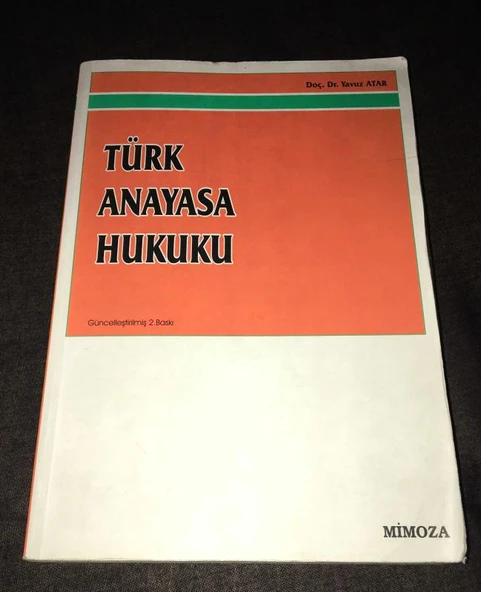 Doç. Dr. Yavuz ATAR
TÜRK
ANAYASA
HUKUKU
Güncelleştirilmiş 2.Baskı
MİMOZA